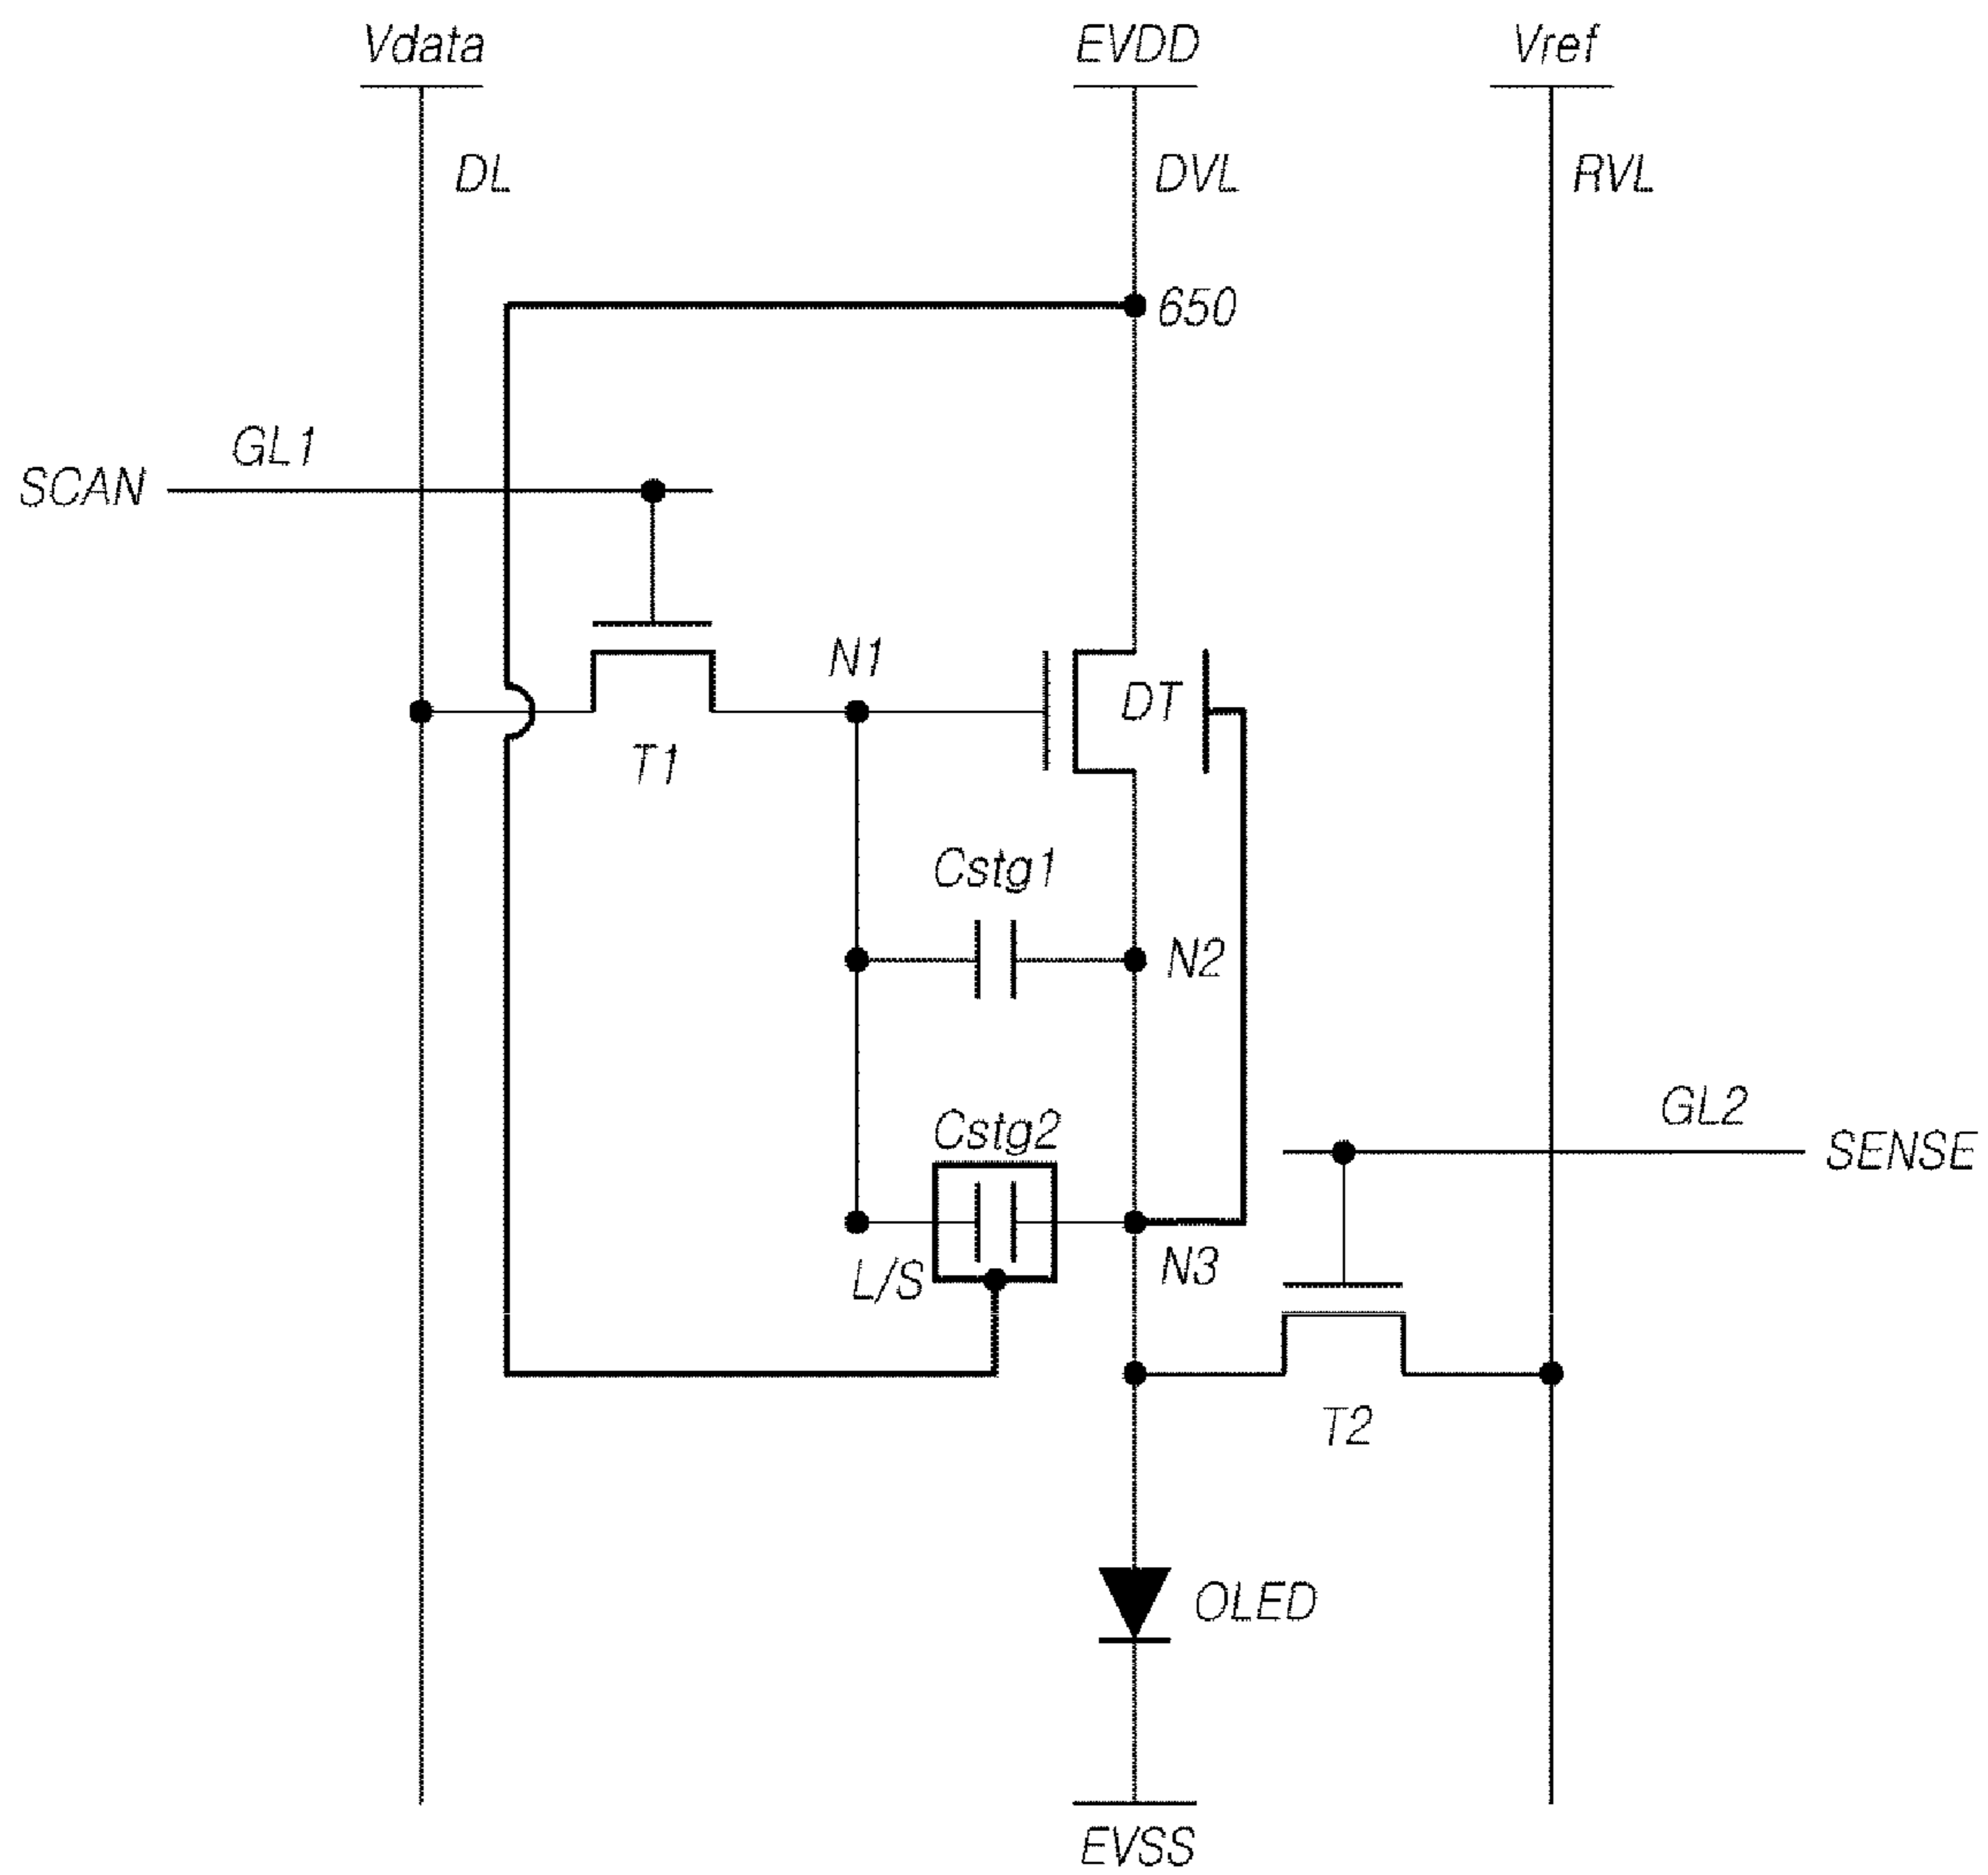 Vdata
EVDD
Vref
DL
DVL
RVL
650
GL1
SCAN
N1
DT
T1
Cstg1
N2
Cstg2
GL2
SENSE
L/S
N3
T2
OLED
EVSS